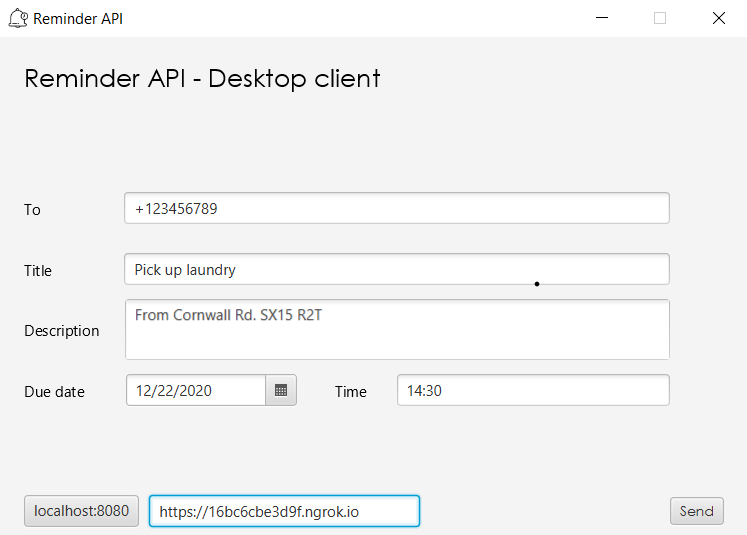 Reminder API
Reminder API - Desktop client
To
+123456789
Title
Pick up laundry
Description
From Cornwall Rd. SX15 R2T
Due date
12/22/2020
Time
14:30
localhost:8080
https://16bc6cbe3d9f.ngrok.io
Send